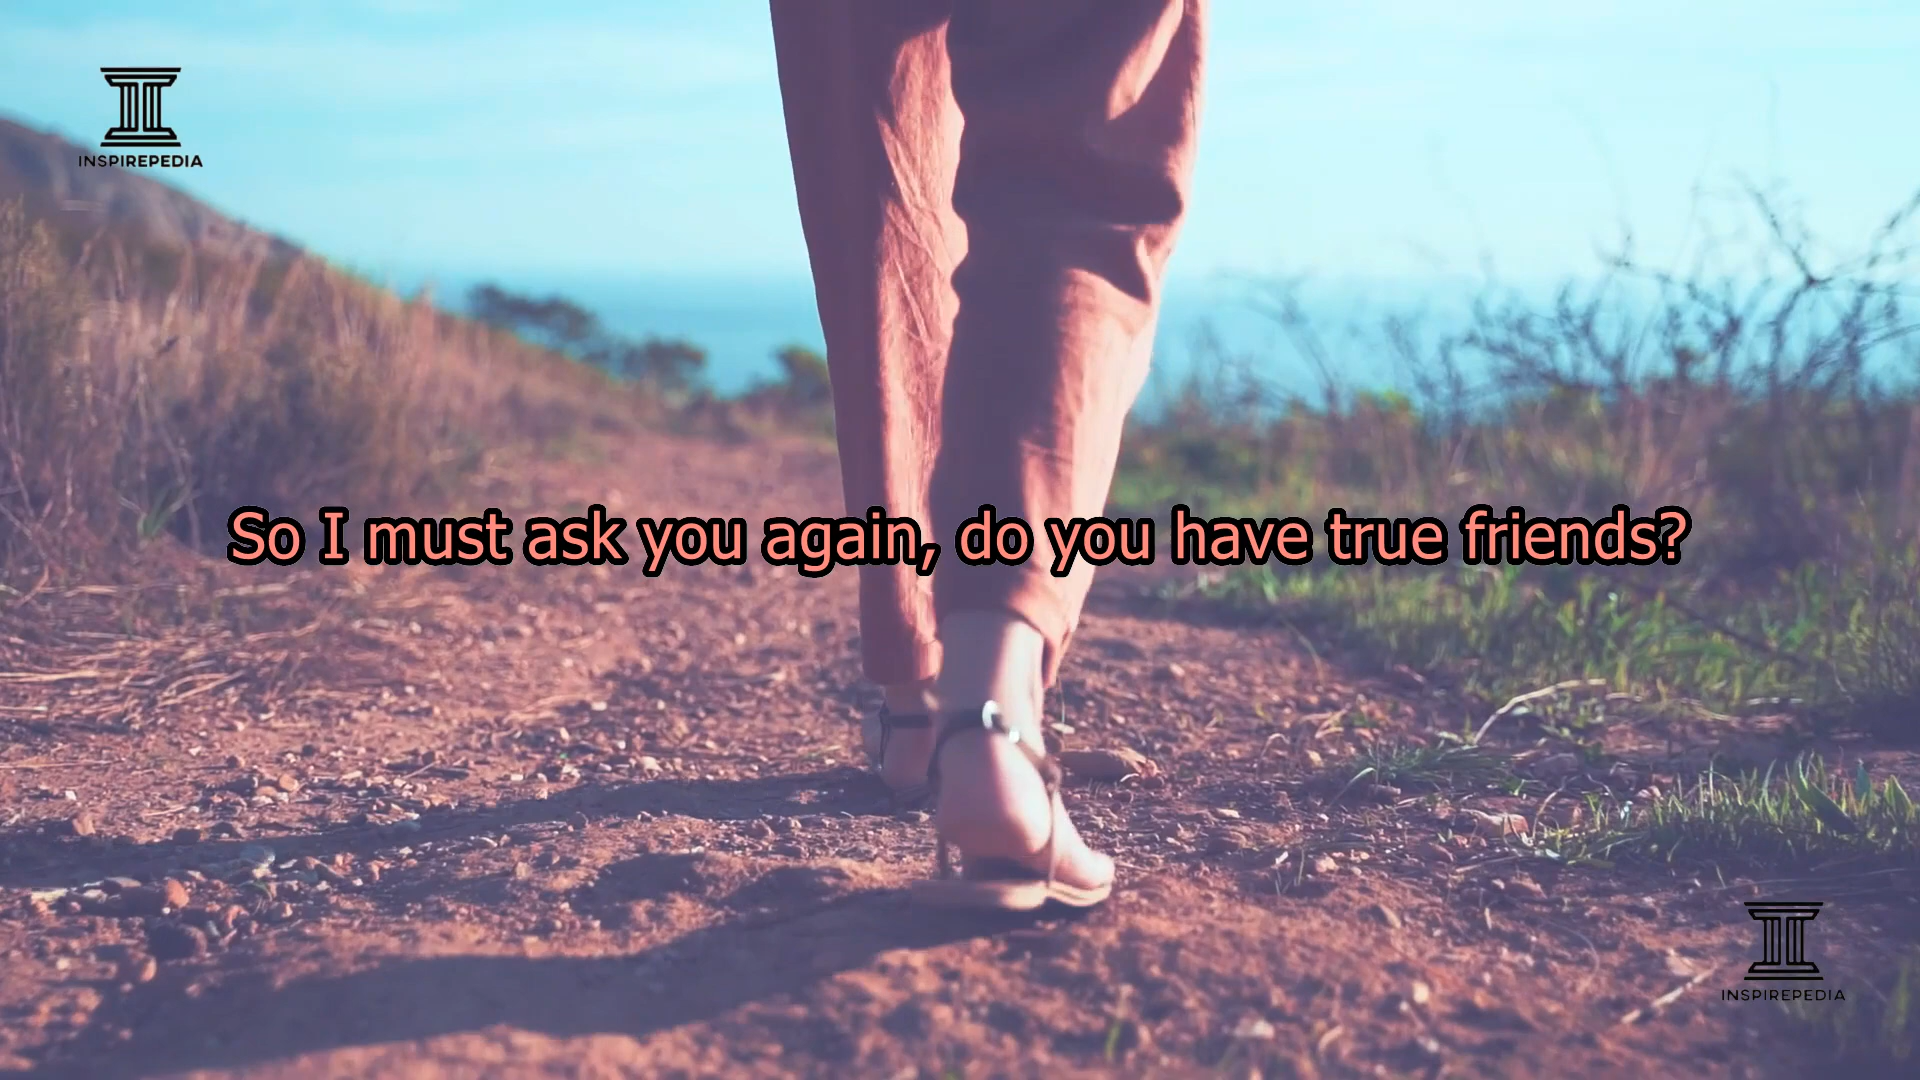 INSPIREPEDIA
So I must ask you again, do you have true friends?
INSPIREPEDIA